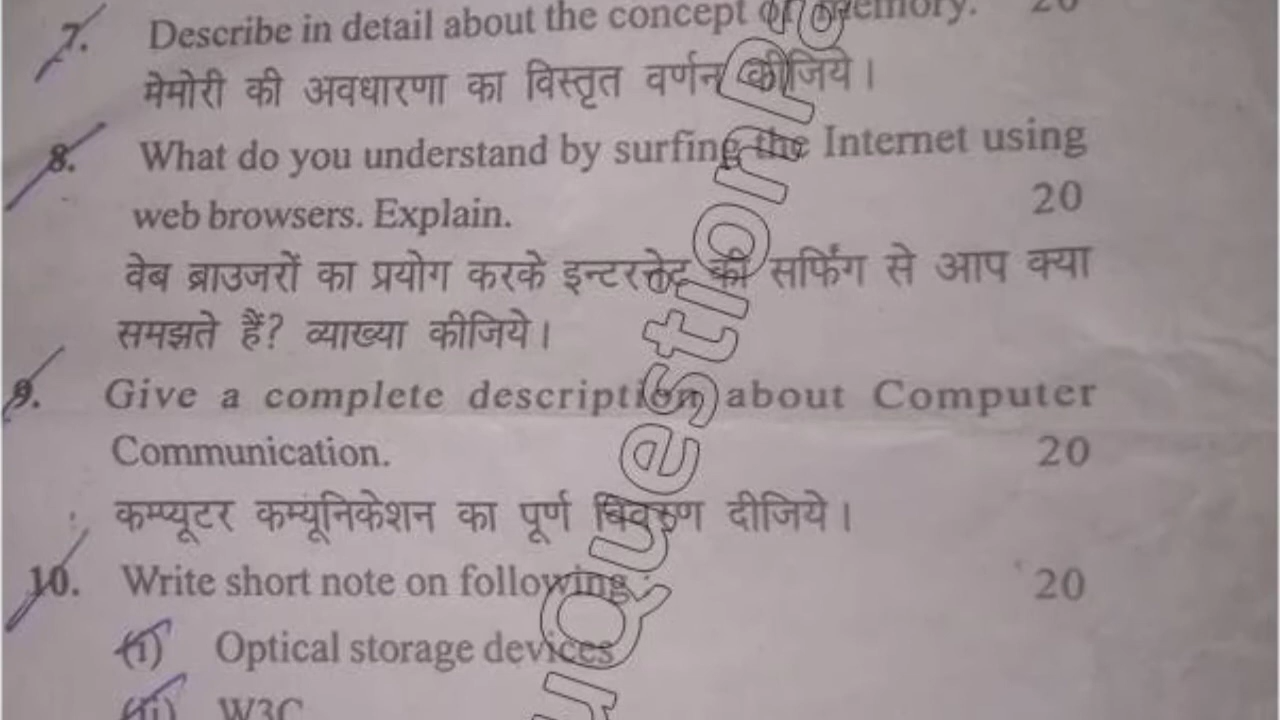 7. Describe in detail about the concept of memory. 20
मेमोरी की अवधारणा का विस्तृत वर्णन कीजिये।
8. What do you understand by surfing the Internet using
web browsers. Explain. 20
वेब ब्राउजरों का प्रयोग करके इन्टरनेट की सर्फिंग से आप क्या
समझते हैं? व्याख्या कीजिये।
9. Give a complete description about Computer
Communication. 20
कम्प्यूटर कम्यूंनिकेशन का पूर्ण विवरण दीजिये।
10. Write short note on following : 20
(i) Optical storage devices
(ii) W3C
uQuestionPa